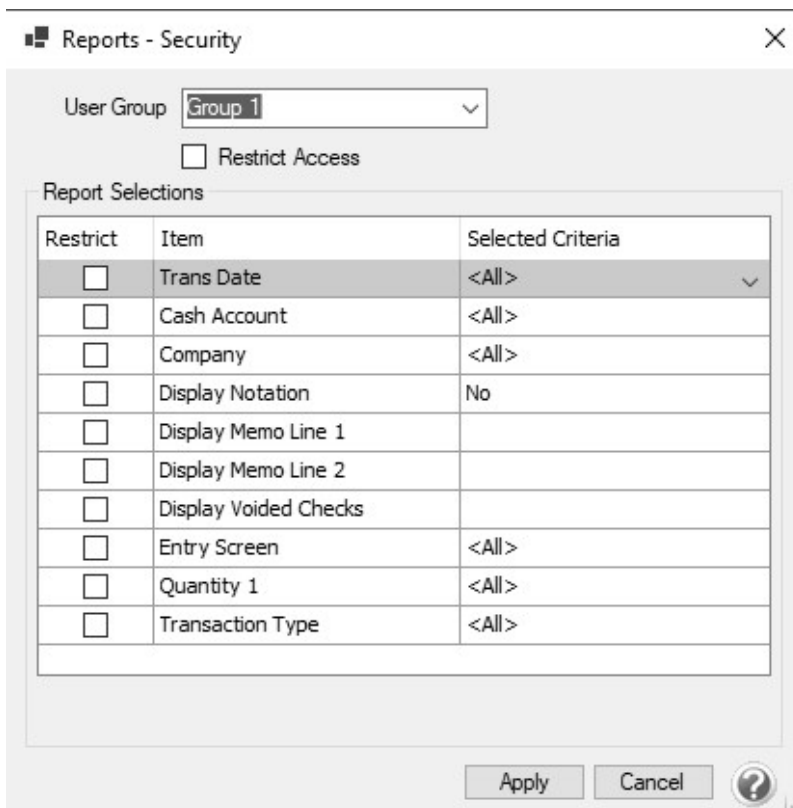 Reports - Security
User Group Group 1
Restrict Access
Report Selections
Restrict Item Selected Criteria
Trans Date <All>
Cash Account <All>
Company <All>
Display Notation No
Display Memo Line 1
Display Memo Line 2
Display Voided Checks
Entry Screen <All>
Quantity 1 <All>
Transaction Type <All>
Apply Cancel ?